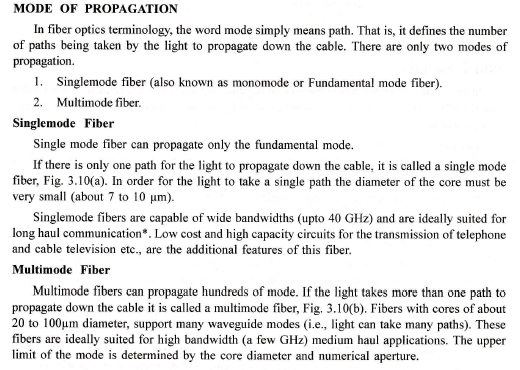 MODE OF PROPAGATION
In fiber optics terminology, the word mode simply means path. That is, it defines the number
of paths being taken by the light to propagate down the cable. There are only two modes of
propagation.
1. Singlemode fiber (also known as monomode or Fundamental mode fiber).
2. Multimode fiber.
Singlemode Fiber
Single mode fiber can propagate only the fundamental mode.
If there is only one path for the light to propagate down the cable, it is called a single mode
fiber, Fig. 3.10(a). In order for the light to take a single path the diameter of the core must be
very small (about 7 to 10 μm).
Singlemode fibers are capable of wide bandwidths (upto 40 GHz) and are ideally suited for
long haul communication*. Low cost and high capacity circuits for the transmission of telephone
and cable television etc., are the additional features of this fiber.
Multimode Fiber
Multimode fibers can propagate hundreds of mode. If the light takes more than one path to
propagate down the cable it is called a multimode fiber, Fig. 3.10(b). Fibers with cores of about
20 to 100μm diameter, support many waveguide modes (i.e., light can take many paths). These
fibers are ideally suited for high bandwidth (a few GHz) medium haul applications. The upper
limit of the mode is determined by the core diameter and numerical aperture.